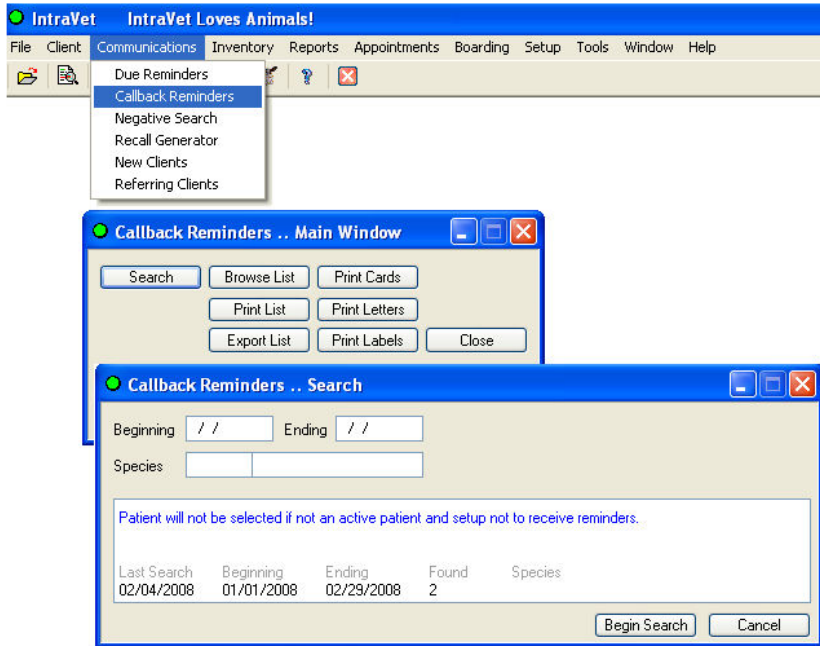 IntraVet IntraVet Loves Animals!
File Client Communications Inventory Reports Appointments Boarding Setup Tools Window Help
Due Reminders
Callback Reminders
Negative Search
Recall Generator
New Clients
Referring Clients
Callback Reminders .. Main Window
Search Browse List Print Cards
Print List Print Letters
Export List Print Labels Close
Callback Reminders .. Search
Beginning / / Ending / /
Species
Patient will not be selected if not an active patient and setup not to receive reminders.
Last Search Beginning Ending Found Species
02/04/2008 01/01/2008 02/29/2008 2
Begin Search Cancel